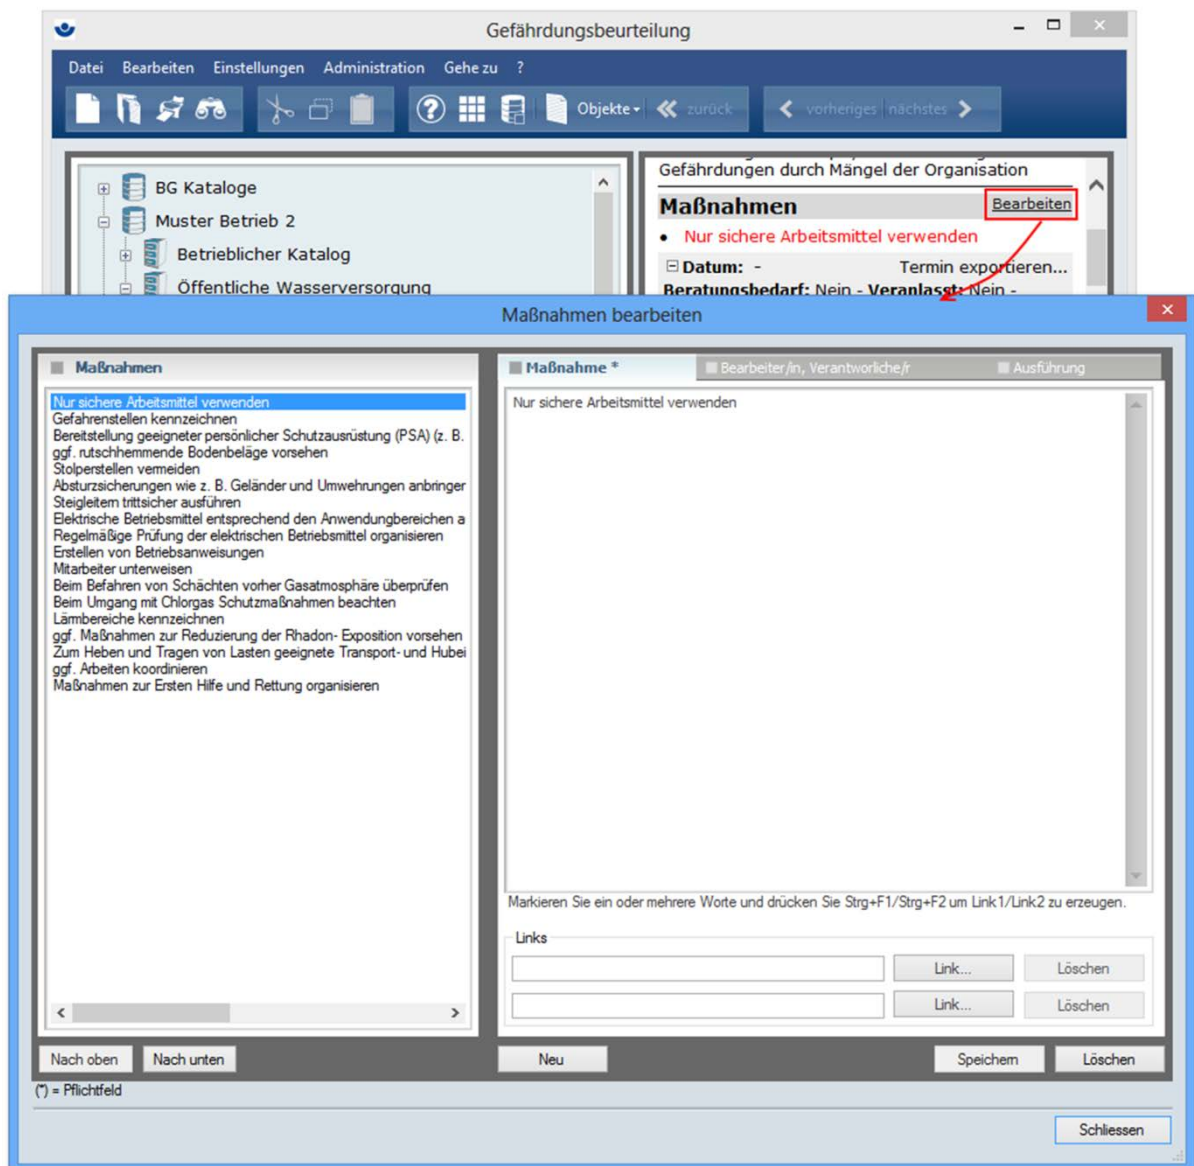 Gefährdungsbeurteilung
Datei Bearbeiten Einstellungen Administration Gehe zu ?
Objekte zurück vorheriges nächstes
BG Kataloge
Muster Betrieb 2
Betrieblicher Katalog
Öffentliche Wasserversorgung
Gefährdungen durch Mängel der Organisation
Maßnahmen Bearbeiten
• Nur sichere Arbeitsmittel verwenden
Datum: - Termin exportieren...
Beratungsbedarf: Nein - Veranlasst: Nein -
Maßnahmen bearbeiten
Maßnahmen
Nur sichere Arbeitsmittel verwenden
Gefahrenstellen kennzeichnen
Bereitstellung geeigneter persönlicher Schutzausrüstung (PSA) (z. B.
ggf. rutschhemmende Bodenbeläge vorsehen
Stolperstellen vermeiden
Absturzsicherungen wie z. B. Geländer und Umwehrungen anbringer
Steigleitern trittsicher ausführen
Elektrische Betriebsmittel entsprechend den Anwendungbereichen a
Regelmäßige Prüfung der elektrischen Betriebsmittel organisieren
Erstellen von Betriebsanweisungen
Mitarbeiter unterweisen
Beim Befahren von Schächten vorher Gasatmosphäre überprüfen
Beim Umgang mit Chlorgas Schutzmaßnahmen beachten
Lärmbereiche kennzeichnen
ggf. Maßnahmen zur Reduzierung der Rhadon- Exposition vorsehen
Zum Heben und Tragen von Lasten geeignete Transport- und Hubei
ggf. Arbeiten koordinieren
Maßnahmen zur Ersten Hilfe und Rettung organisieren
Nach oben Nach unten
Maßnahme * Bearbeiter/in, Verantworliche/r Ausführung
Nur sichere Arbeitsmittel verwenden
Markieren Sie ein oder mehrere Worte und drücken Sie Strg+F1/Strg+F2 um Link1/Link2 zu erzeugen.
Links
Link... Löschen
Link... Löschen
Neu Speichern Löschen
(*) = Pflichtfeld
Schliessen